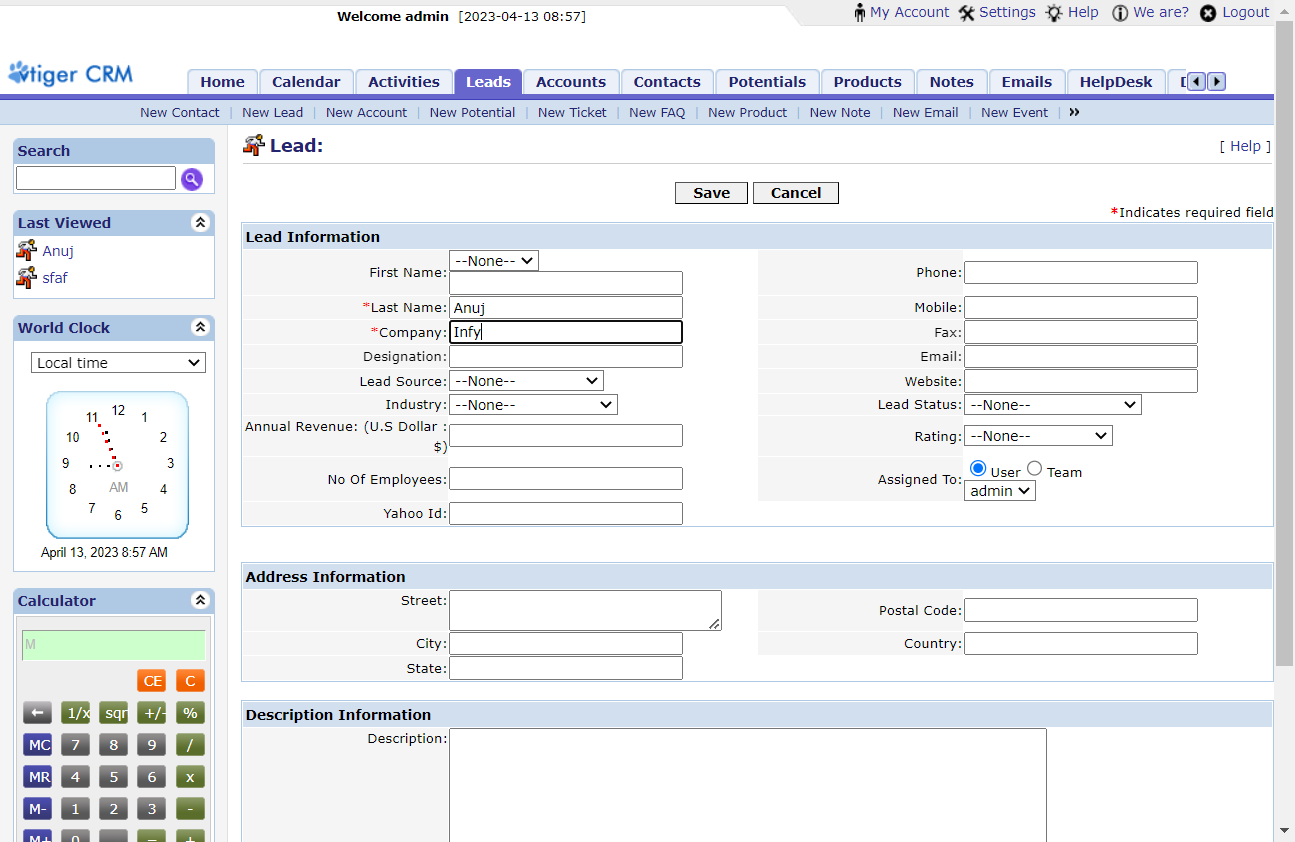 Welcome admin [2023-04-13 08:57]
My Account Settings Help We are? Logout
vtiger CRM
Home Calendar Activities Leads Accounts Contacts Potentials Products Notes Emails HelpDesk
New Contact | New Lead | New Account | New Potential | New Ticket | New FAQ | New Product | New Note | New Email | New Event | »
Search
Last Viewed
Anuj
sfaf
World Clock
Local time
12
11 1
10 2
9 3
8 4
7 5
6
AM
April 13, 2023 8:57 AM
Calculator
M
CE C
← 1/x sqr +/- %
MC 7 8 9 /
MR 4 5 6 x
M- 1 2 3 -
M+ 0 . = +
Lead:
[ Help ]
Save Cancel
*Indicates required field
Lead Information
First Name: --None--
Phone:
*Last Name: Anuj
Mobile:
*Company: Infy
Fax:
Designation:
Email:
Lead Source: --None--
Website:
Industry: --None--
Lead Status: --None--
Annual Revenue: (U.S Dollar :
$)
Rating: --None--
No Of Employees:
Assigned To: User Team
admin
Yahoo Id:
Address Information
Street:
Postal Code:
City:
Country:
State:
Description Information
Description: